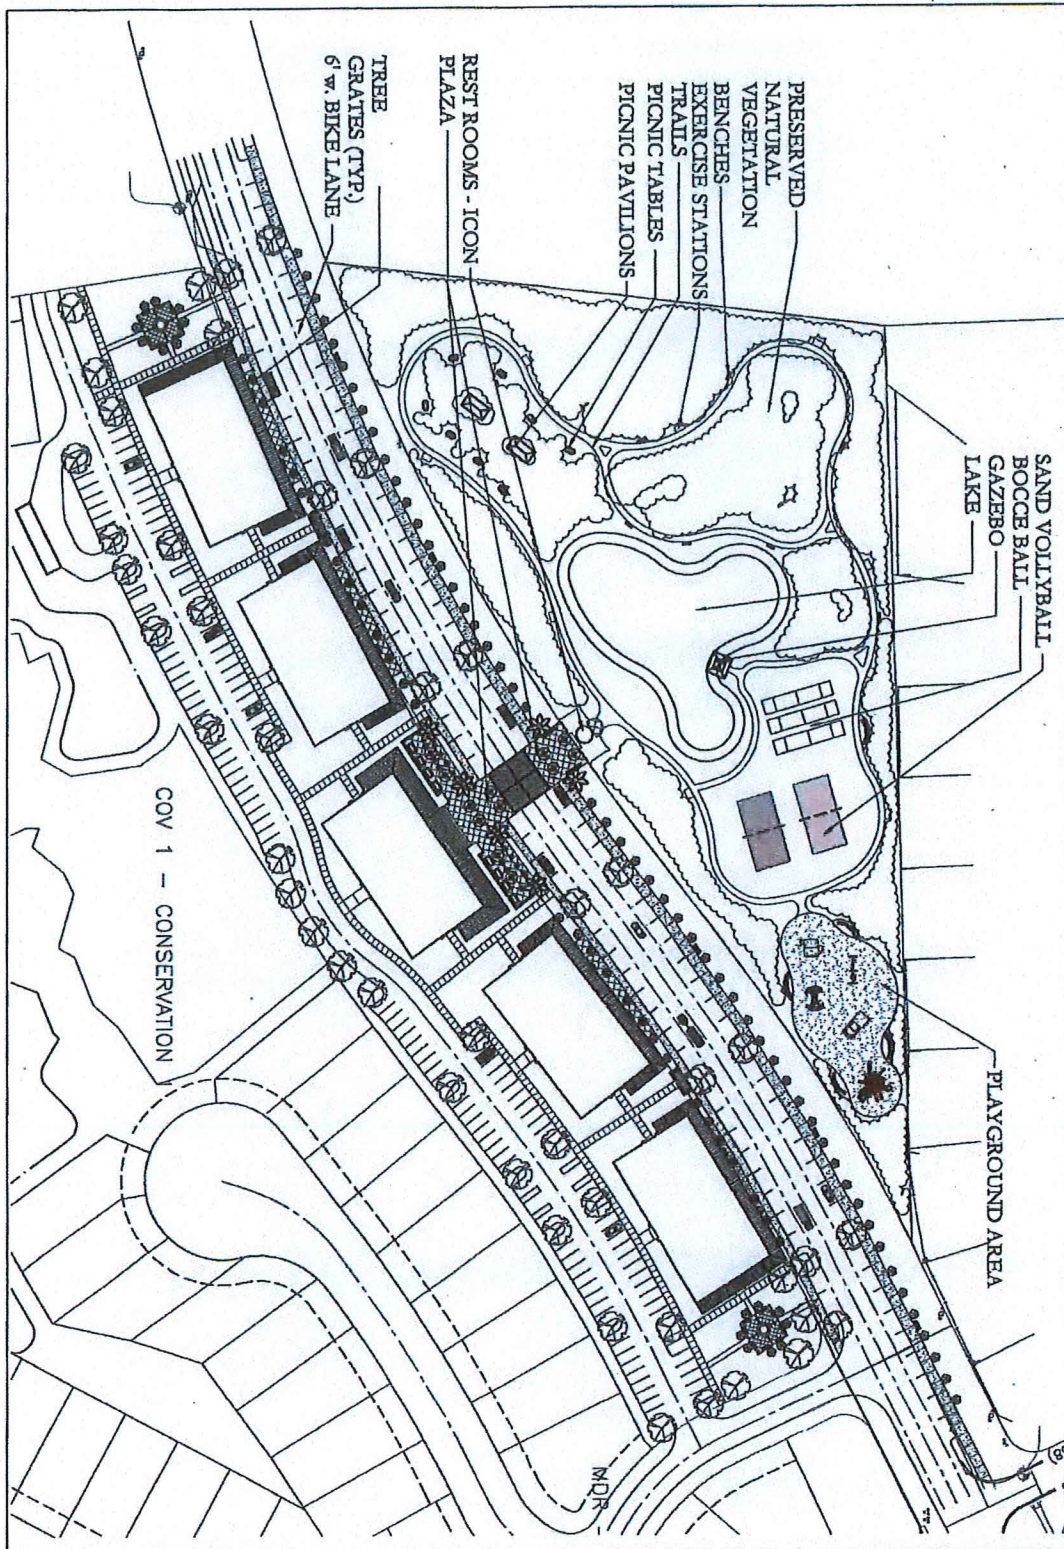 PRESERVED
NATURAL
VEGETATION
BENCHES
EXERCISE STATIONS
TRAILS
PICNIC TABLES
PICNIC PAVILIONS
REST ROOMS - ICON
PLAZA
TREE
GRATES (TYP.)
6' w. BIKE LANE
SAND VOLLYBALL
BOCCE BALL
GAZEBO
LAKE
PLAYGROUND AREA
COV 1 - CONSERVATION
MDR -